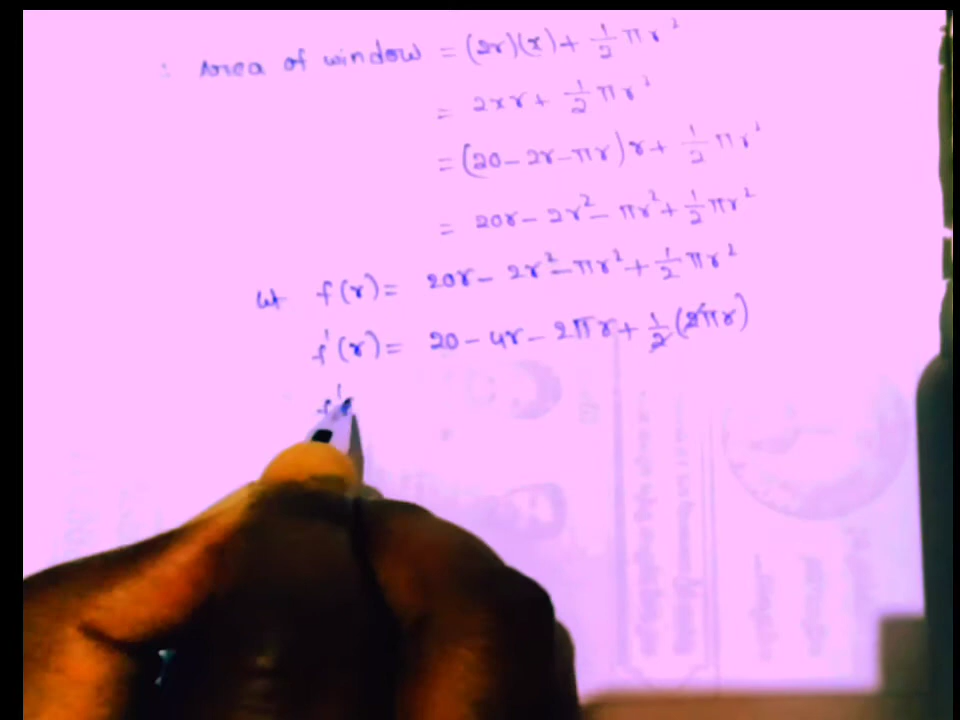 ∴ Area of window = (2r)(x) + 1/2 πr²
= 2xr + 1/2 πr²
= (20 - 2r - πr) r + 1/2 πr²
= 20r - 2r² - πr² + 1/2 πr²
let f(r) = 20r - 2r² - πr² + 1/2 πr²
f'(r) = 20 - 4r - 2πr + 1/2 (2πr)
f'